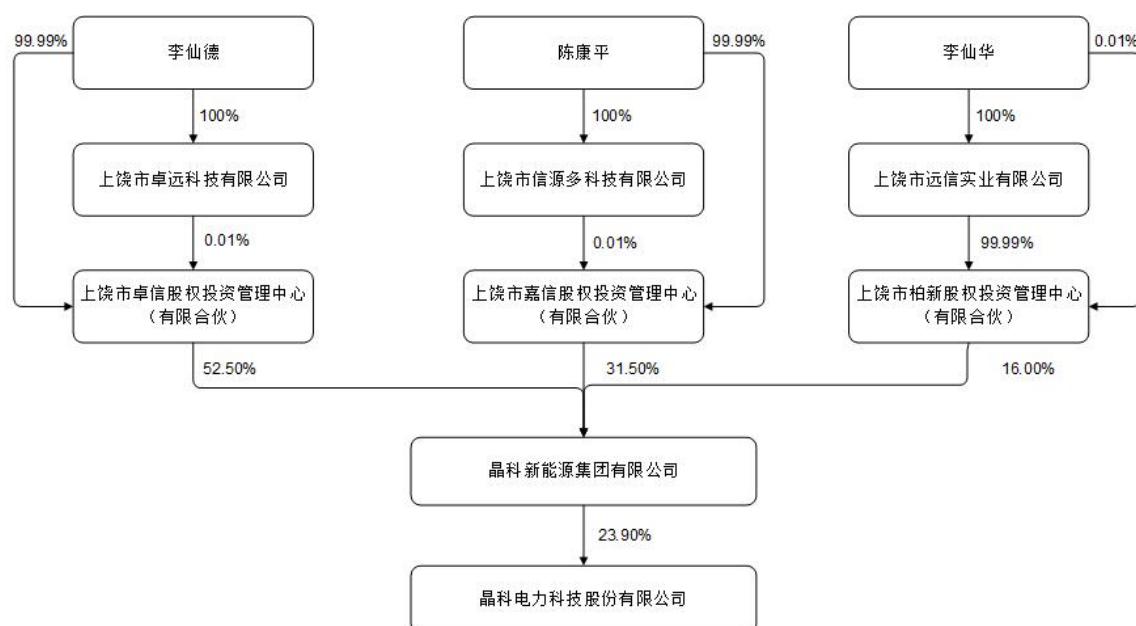 99.99%
李仙德
陈康平
99.99%
李仙华
0.01%
100%
100%
100%
上饶市卓远科技有限公司
上饶市信源多科技有限公司
上饶市远信实业有限公司
0.01%
0.01%
99.99%
上饶市卓信股权投资管理中心
（有限合伙）
上饶市嘉信股权投资管理中心
（有限合伙）
上饶市柏新股权投资管理中心
（有限合伙）
52.50%
31.50%
16.00%
晶科新能源集团有限公司
23.90%
晶科电力科技股份有限公司